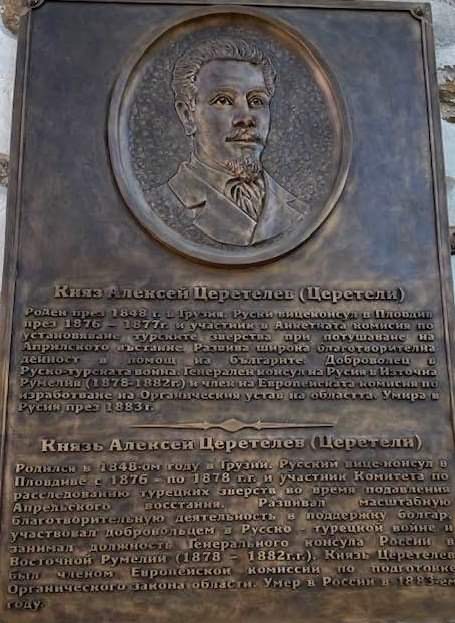 Княз Алексей Церетелев (Церетели)
Роден през 1848 г. в Грузия. Руски вицеконсул в Пловдив
през 1876 - 1877г. и участник в Анкетната комисия по
установяване турските зверства при потушаване на
Априлското въстание. Развива широка благотворителна
дейност в помощ на българите. Доброволец в
Руско-турската война. Генерален консул на Русия в Източна
Румелия (1878-1882г.) и член на Европейската комисия по
изработване на Органическия устав на областта. Умира в
Русия през 1883 г.
Князь Алексей Церетелев (Церетели)
Родился в 1848-ом году в Грузии. Русский вице-консул в
Пловдиве с 1876 - по 1878 г.г. и участник Комитета по
расследованию турецких зверств во время подавления
Апрельского восстания. Развивал масштабную
благотворительную деятельность в поддержку болгар,
участвовал добровольцем в Русско - турецкой войне и
занимал должность Генерального консула России в
Восточной Румелии (1878 - 1882г.г.). Князь Церетелев
был членом Европейской комиссии по подготовке
Органического закона области. Умер в России в 1883-ем
году.